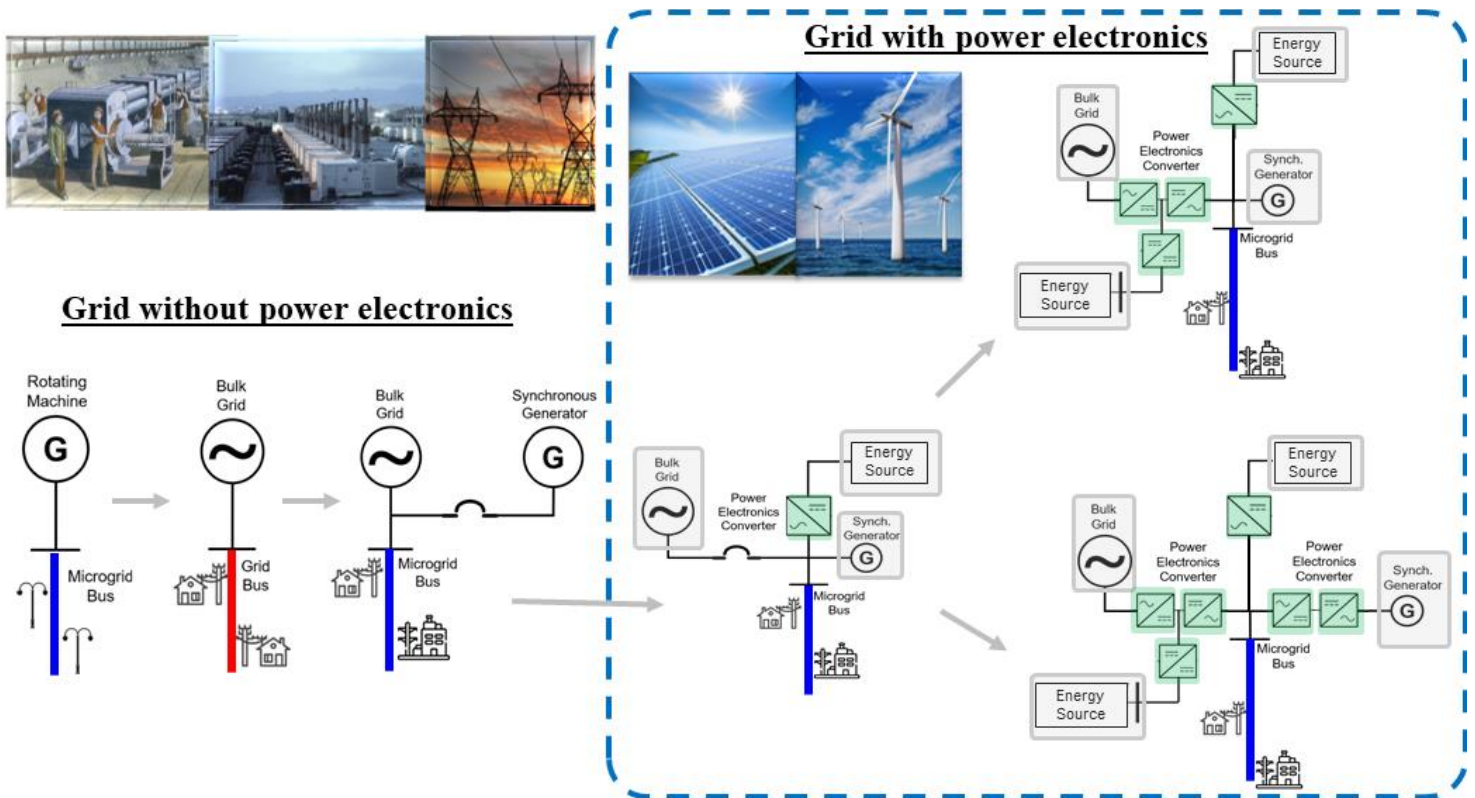 Grid with power electronics
Energy
Source
Bulk
Grid
Power
Electronics
Converter
Synch.
Generator
G
Microgrid
Bus
Energy
Source
Grid without power electronics
Rotating
Machine
G
Microgrid
Bus
Bulk
Grid
Grid
Bus
Bulk
Grid
Synchronous
Generator
G
Microgrid
Bus
Bulk
Grid
Power
Electronics
Converter
Energy
Source
Synch.
Generator
G
Microgrid
Bus
Energy
Source
Bulk
Grid
Power
Electronics
Converter
Power
Electronics
Converter
Synch.
Generator
G
Microgrid
Bus
Energy
Source